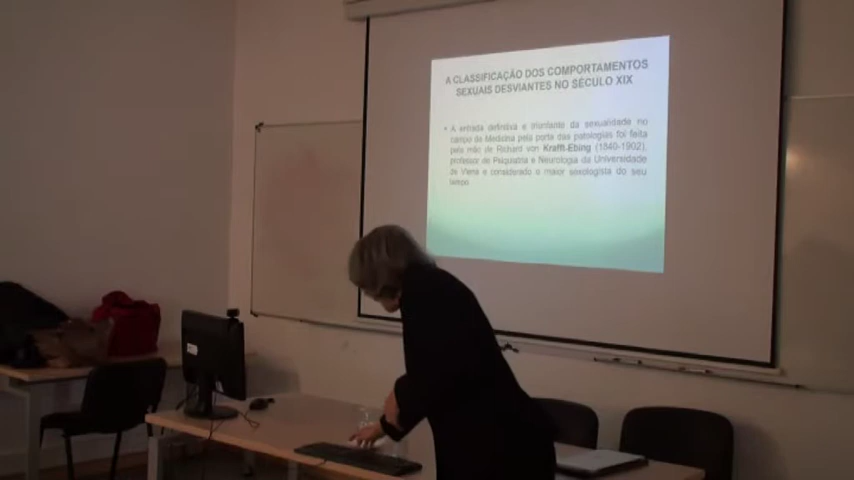 A CLASSIFICAÇÃO DOS COMPORTAMENTOS
SEXUAIS DESVIANTES NO SÉCULO XIX
• A entrada definitiva e triunfante da sexualidade no
campo da Medicina pela porta das patologias foi feita
pela mão de Richard von Krafft-Ebing (1840-1902),
professor de Psiquiatria e Neurologia da Universidade
de Viena e considerado o maior sexologista do seu
tempo